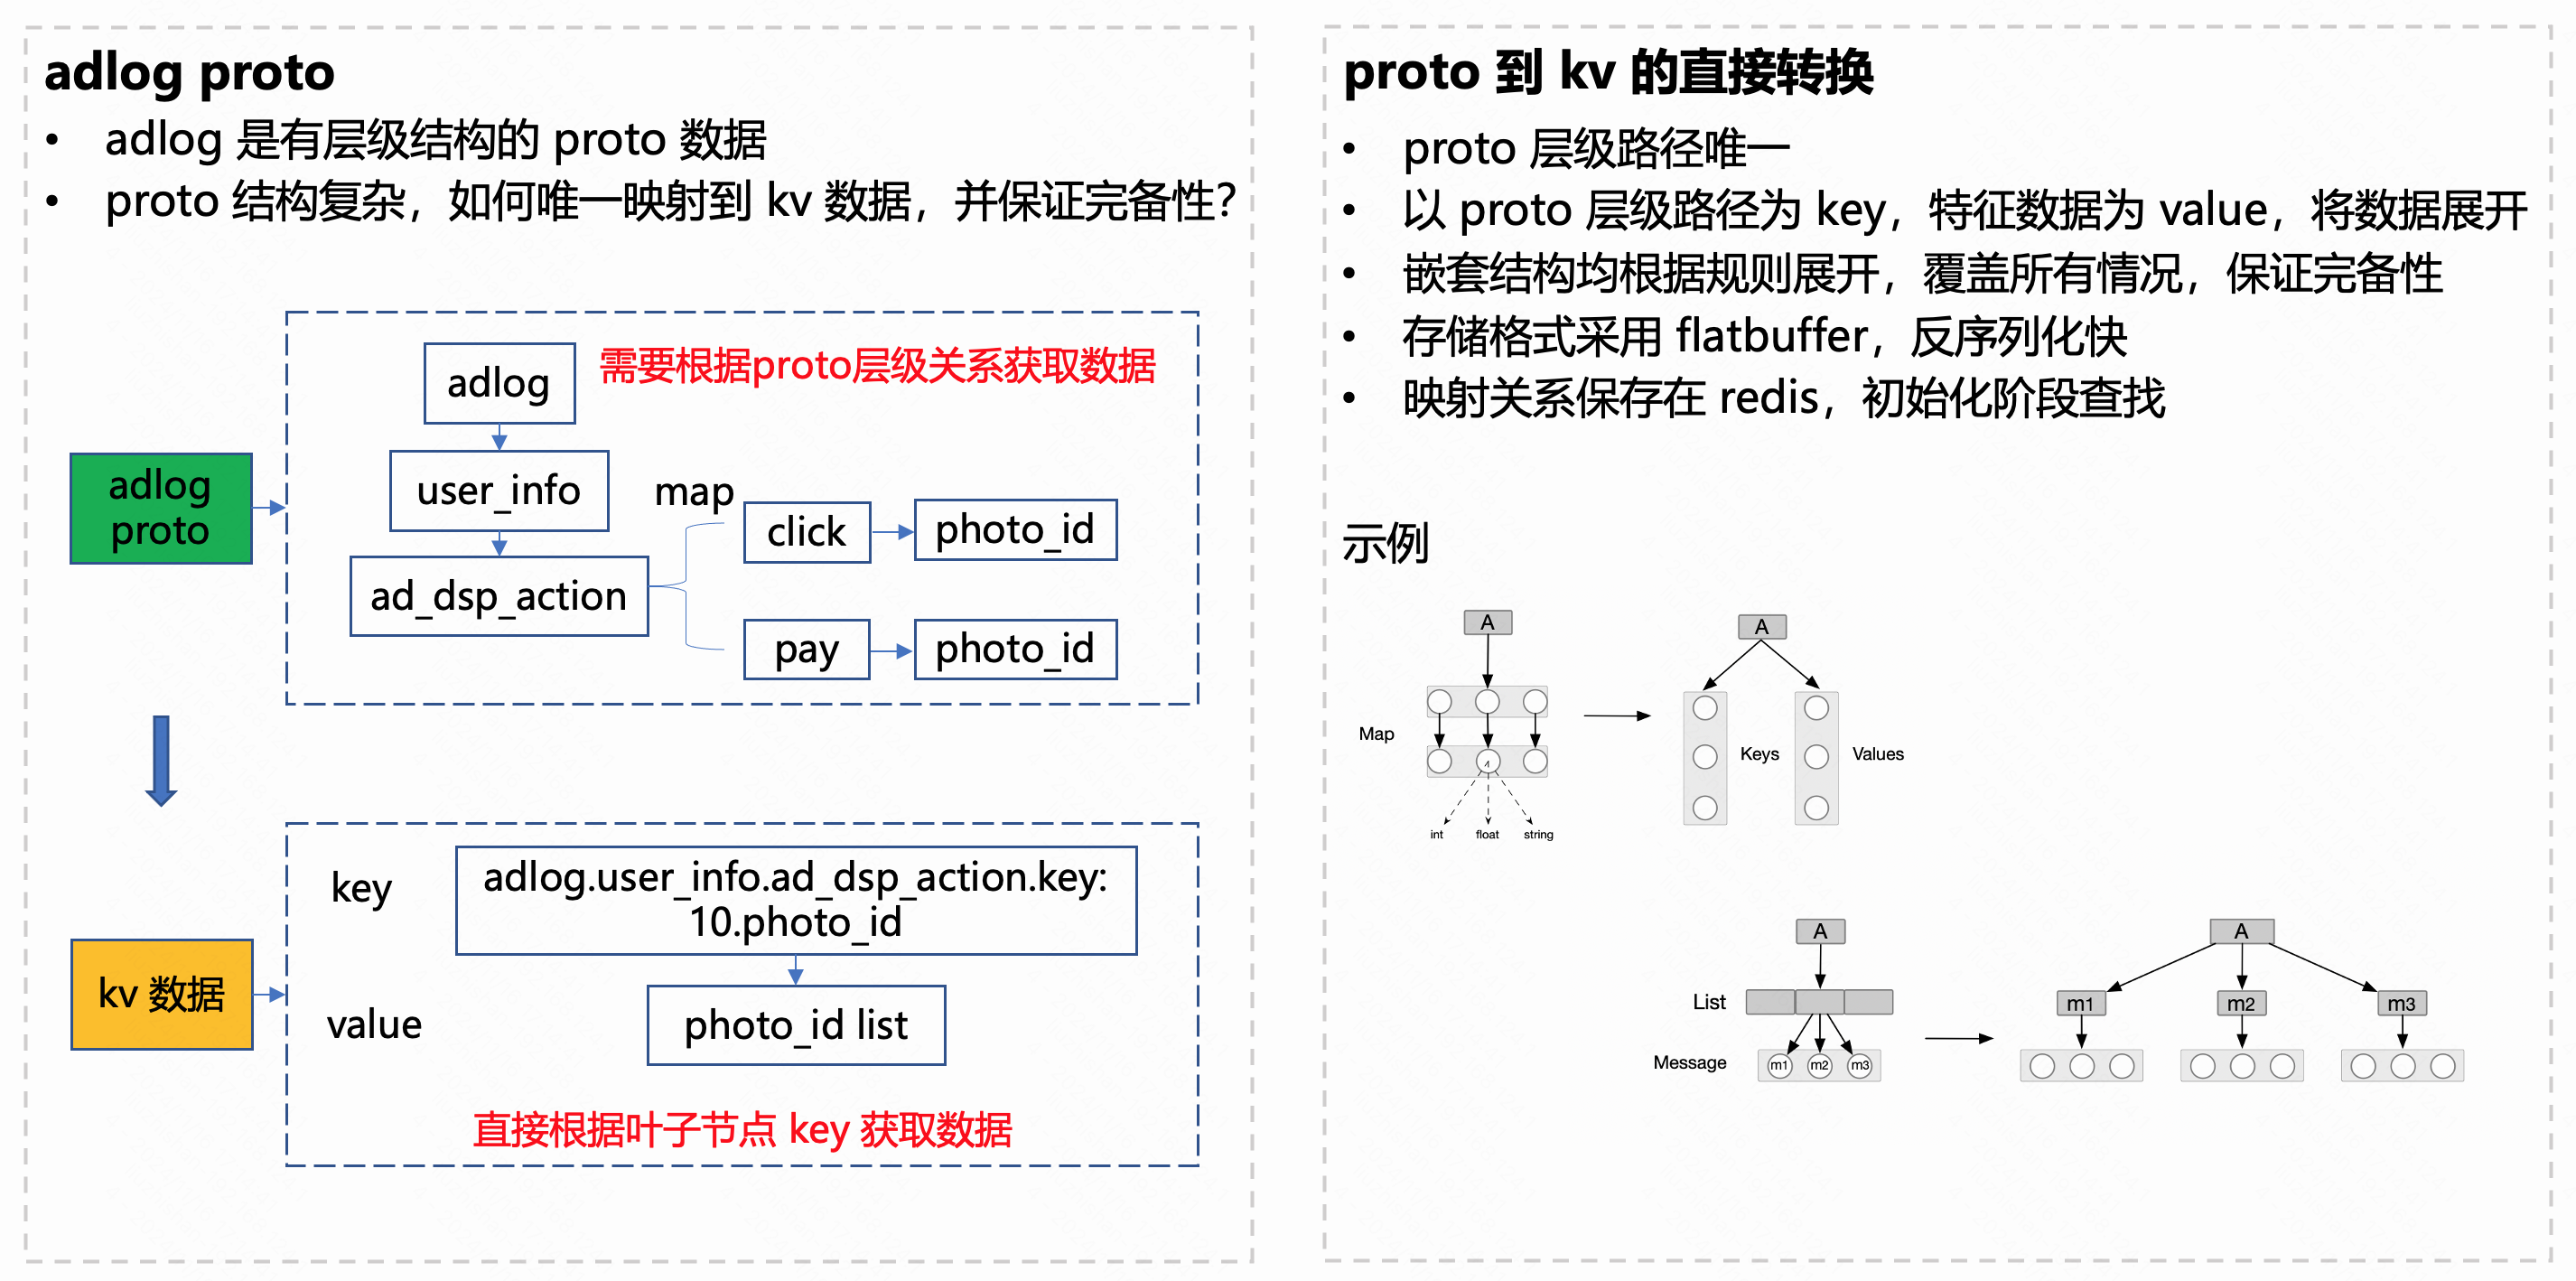 adlog proto
• adlog 是有层级结构的 proto 数据
• proto 结构复杂，如何唯一映射到 kv 数据，并保证完备性？
adlog
proto
adlog
需要根据proto层级关系获取数据
user_info
map
click
photo_id
ad_dsp_action
pay
photo_id
kv 数据
key
adlog.user_info.ad_dsp_action.key:
10.photo_id
value
photo_id list
直接根据叶子节点 key 获取数据
proto 到 kv 的直接转换
• proto 层级路径唯一
• 以 proto 层级路径为 key，特征数据为 value，将数据展开
• 嵌套结构均根据规则展开，覆盖所有情况，保证完备性
• 存储格式采用 flatbuffer，反序列化快
• 映射关系保存在 redis，初始化阶段查找
示例
A
Map
int
float
string
A
Keys
Values
A
List
Message
m1
m2
m3
A
m1
m2
m3